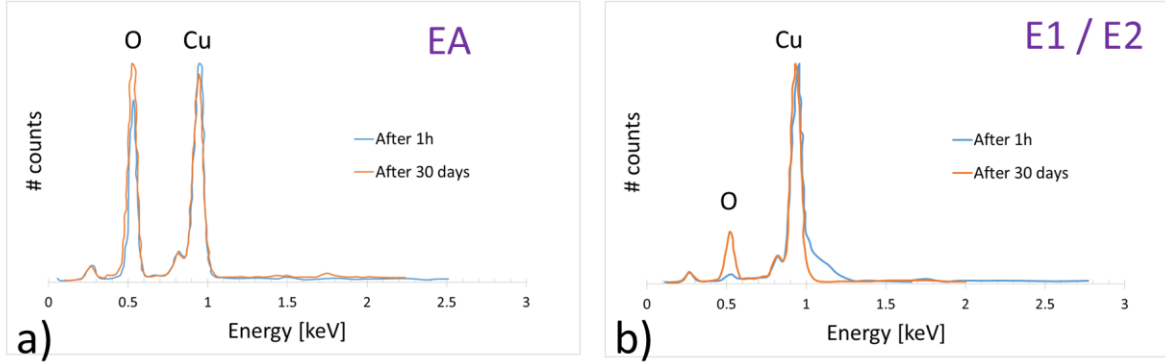 O
Cu
EA
# counts
After 1h
After 30 days
0
0.5
1
1.5
2
2.5
3
Energy [keV]
a)
Cu
E1 / E2
# counts
O
After 1h
After 30 days
0
0.5
1
1.5
2
2.5
3
Energy [keV]
b)